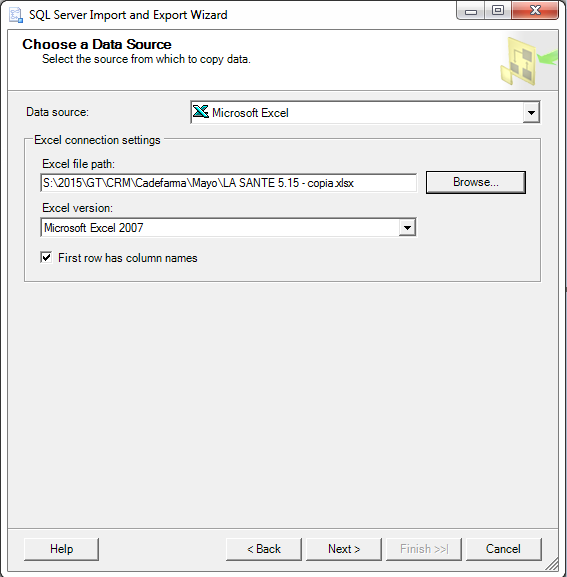 SQL Server Import and Export Wizard
Choose a Data Source
Select the source from which to copy data.
Data source:
Microsoft Excel
Excel connection settings
Excel file path:
S:\2015\GT\CRM\Cadefarma\Mayo\LA SANTE 5.15 - copia.xlsx
Browse...
Excel version:
Microsoft Excel 2007
First row has column names
Help
< Back
Next >
Finish >>|
Cancel